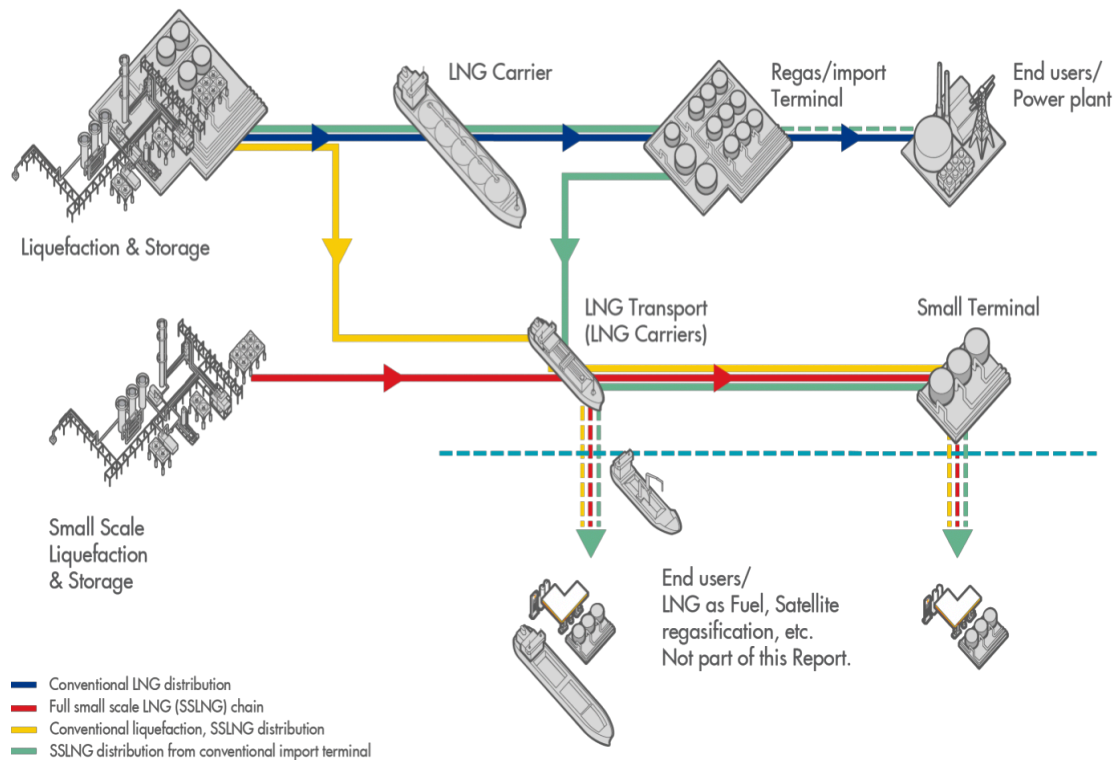 LNG Carrier
Regas/import
Terminal
End users/
Power plant
Liquefaction & Storage
LNG Transport
(LNG Carriers)
Small Terminal
Small Scale
Liquefaction
& Storage
End users/
LNG as Fuel, Satellite
regasification, etc.
Not part of this Report.
Conventional LNG distribution
Full small scale LNG (SSLNG) chain
Conventional liquefaction, SSLNG distribution
SSLNG distribution from conventional import terminal